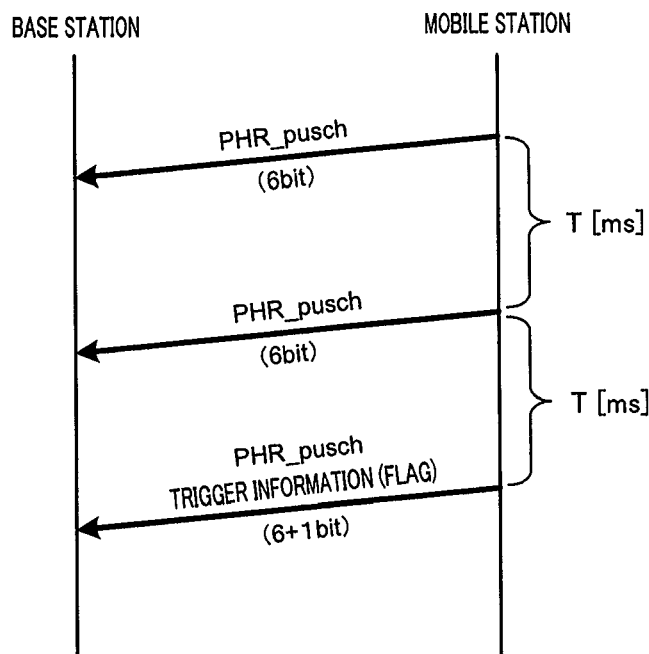 BASE STATION
MOBILE STATION
PHR_pusch
(6bit)
T [ms]
PHR_pusch
(6bit)
T [ms]
PHR_pusch
TRIGGER INFORMATION (FLAG)
(6+1bit)